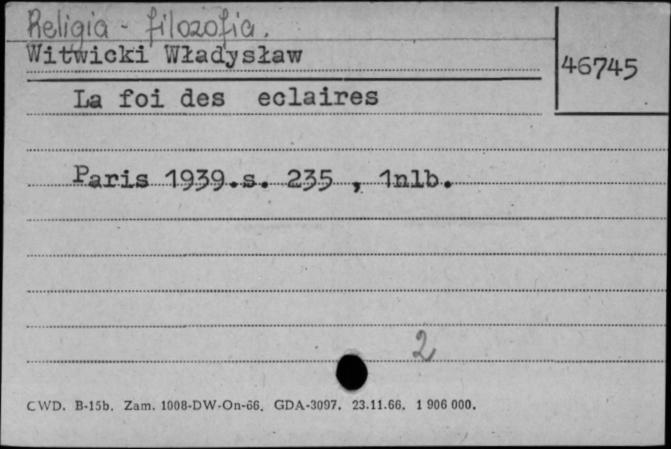 Religia - filozofia.
Witwicki Władysław
46745
La foi des eclaires
Paris 1939.s. 235 , 1nlb.
2
CWD. B-15b. Zam. 1008-DW-On-66. GDA-3097. 23.11.66. 1 906 000.